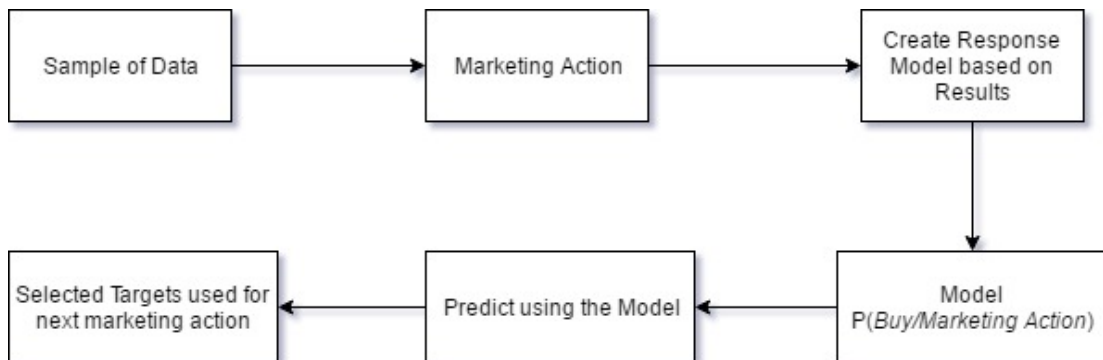 Sample of Data
Marketing Action
Create Response
Model based on
Results
Model
P(Buy/Marketing Action)
Predict using the Model
Selected Targets used for
next marketing action